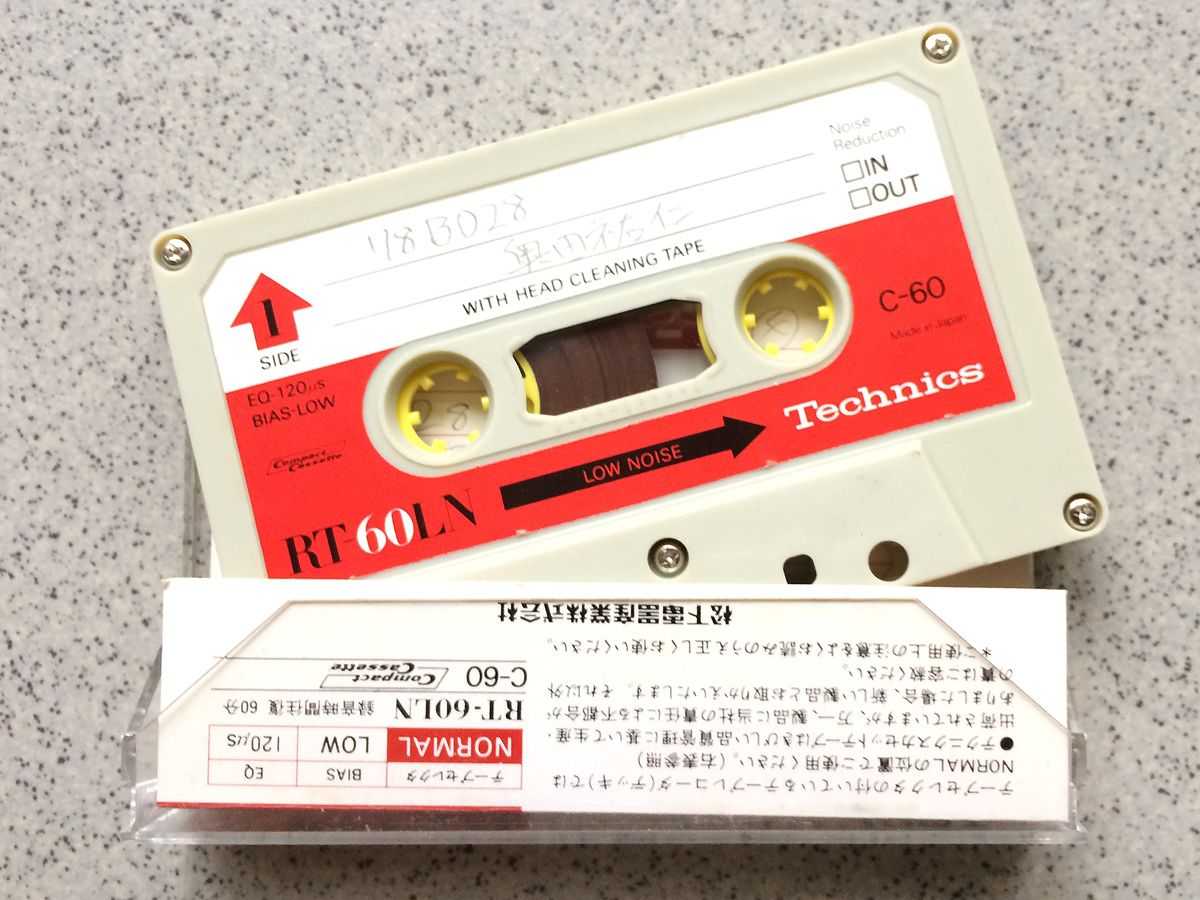 Noise
Reduction
IN
OUT
78B028
奥田祐仁
WITH HEAD CLEANING TAPE
I
SIDE
C-60
Made in Japan
EQ-120μs
BIAS-LOW
Compact
Cassette
Technics
LOW NOISE
RT-60LN
28
テープセレクタの付いているテープレコーダ(デッキ)では
NORMALの位置でご使用ください。(右表参照)
●テクニクスカセットテープはきびしい品質管理に基いて生産・
出荷されていますが、万一、製品に当社の責任による不都合が
ありました場合、新しい製品とお取りかえいたします。それ以外
の責はご容赦ください。
*ご使用上の注意をよくお読みのうえ正しくお使いください。
松下電器産業株式会社
テープセレクタ BIAS EQ
NORMAL LOW 120μs
RT-60LN 録音時間往復 60分
C-60 Compact
Cassette